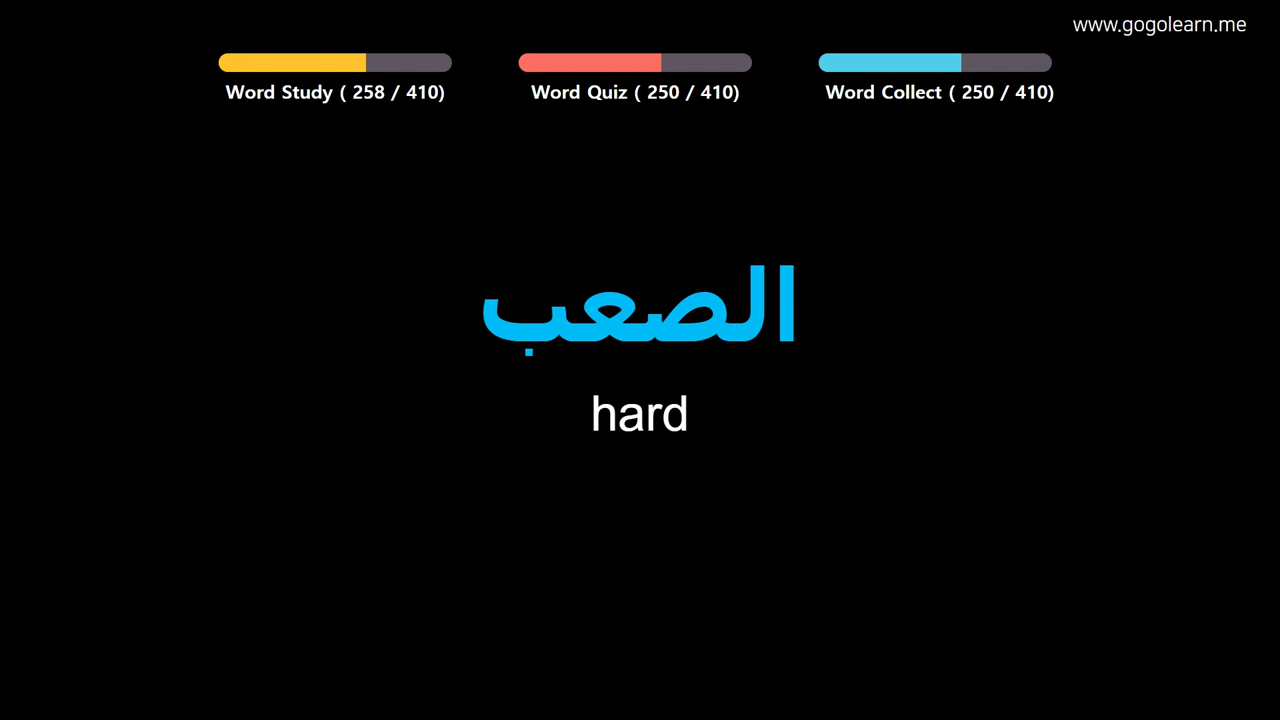 www.gogolearn.me
Word Study ( 258 / 410)
Word Quiz ( 250 / 410)
Word Collect ( 250 / 410)
الصعب
hard